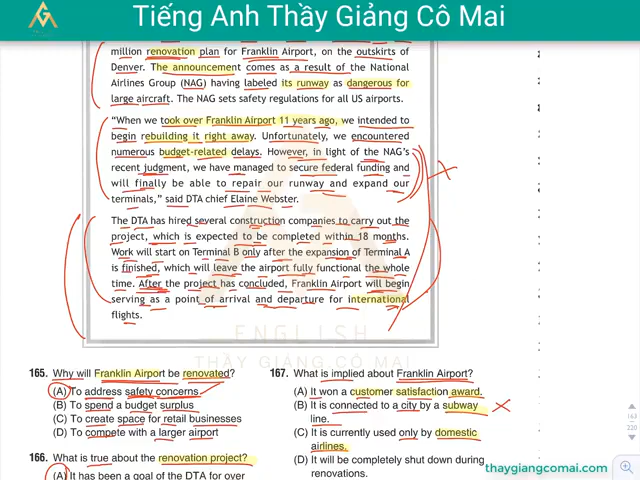 Tiếng Anh Thầy Giảng Cô Mai
million renovation plan for Franklin Airport, on the outskirts of
Denver. The announcement comes as a result of the National
Airlines Group (NAG) having labeled its runway as dangerous for
large aircraft. The NAG sets safety regulations for all US airports.
“When we took over Franklin Airport 11 years ago, we intended to
begin rebuilding it right away. Unfortunately, we encountered
numerous budget-related delays. However, in light of the NAG’s
recent judgment, we have managed to secure federal funding and
will finally be able to repair our runway and expand our
terminals,” said DTA chief Elaine Webster.
The DTA has hired several construction companies to carry out the
project, which is expected to be completed within 18 months.
Work will start on Terminal B only after the expansion of Terminal A
is finished, which will leave the airport fully functional the whole
time. After the project has concluded, Franklin Airport will begin
serving as a point of arrival and departure for international
flights.
ENGLISH
THẦY GIẢNG CÔ MAI
165. Why will Franklin Airport be renovated?
(A) To address safety concerns
(B) To spend a budget surplus
(C) To create space for retail businesses
(D) To compete with a larger airport
166. What is true about the renovation project?
(A) It has been a goal of the DTA for over
167. What is implied about Franklin Airport?
(A) It won a customer satisfaction award.
(B) It is connected to a city by a subway
line.
(C) It is currently used only by domestic
airlines.
(D) It will be completely shut down during
renovations.
163
220
thaygiangcomai.com